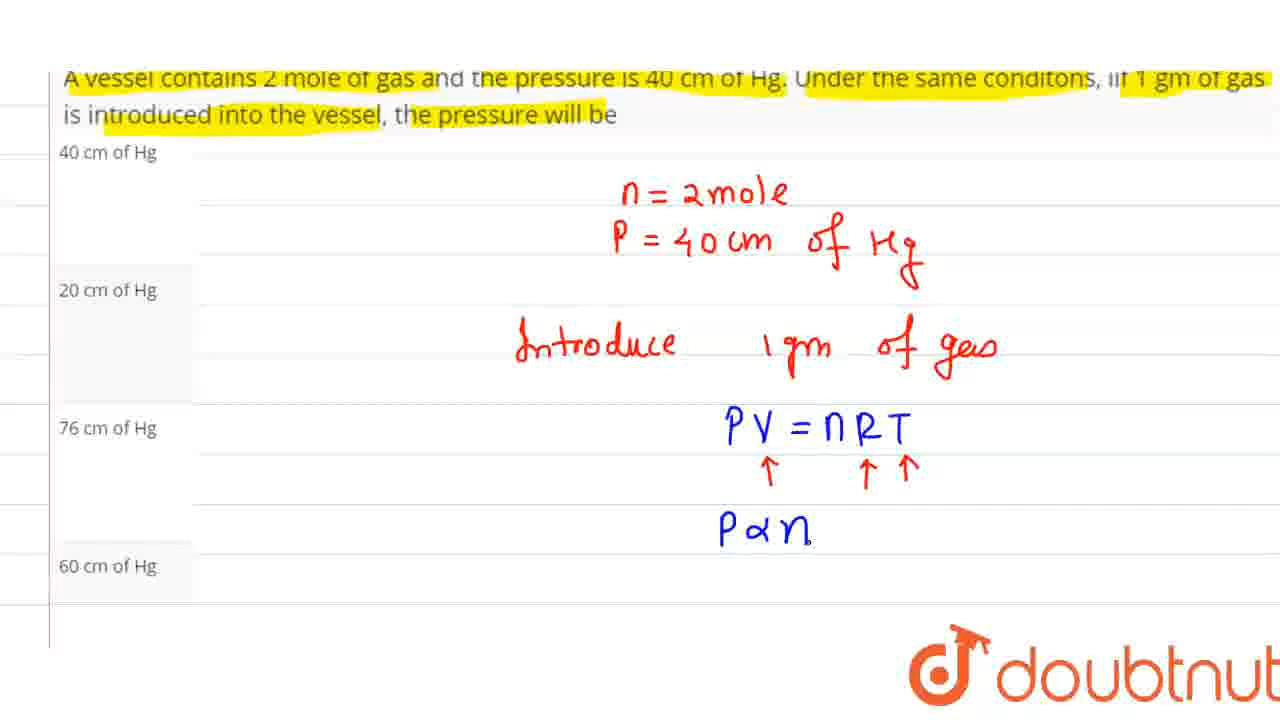 A vessel contains 2 mole of gas and the pressure is 40 cm of Hg. Under the same conditons, iif 1 gm of gas
is introduced into the vessel, the pressure will be
40 cm of Hg
n = 2 mole
P = 40 cm of Hg
20 cm of Hg
Introduce 1 gm of gas
76 cm of Hg
PV = nRT
↑ ↑ ↑
P ∝ n
60 cm of Hg
doubtnut